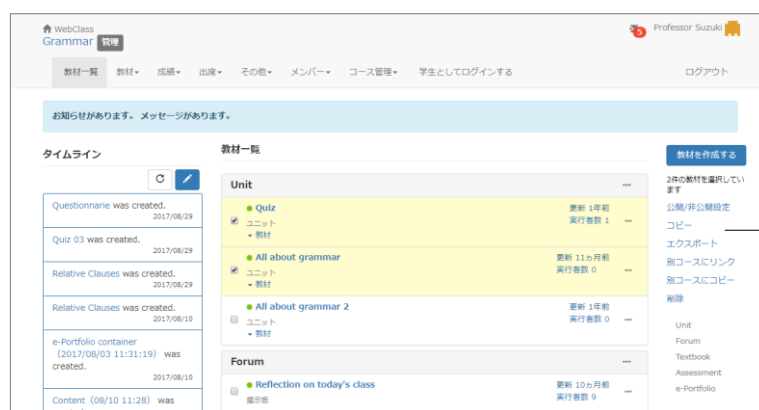 WebClass
Grammar 管理
5
Professor Suzuki
教材一覧 教材 成績 出席 その他 メンバー コース管理 学生としてログインする ログアウト
お知らせがあります。 メッセージがあります。
タイムライン
Questionnarie was created.
2017/08/29
Quiz 03 was created.
2017/08/29
Relative Clauses was created.
2017/08/29
Relative Clauses was created.
2017/08/10
e-Portfolio container
(2017/08/03 11:31:19) was
created.
2017/08/10
Content (08/10 11:28) was
教材一覧
Unit
Quiz
ユニット
教材
更新 1年前
実行者数 1
All about grammar
ユニット
教材
更新 11ヵ月前
実行者数 0
All about grammar 2
ユニット
教材
更新 1年前
実行者数 0
Forum
Reflection on today's class
掲示板
更新 10ヵ月前
実行者数 9
教材を作成する
2件の教材を選択してい
ます
公開/非公開設定
コピー
エクスポート
別コースにリンク
別コースにコピー
削除
Unit
Forum
Textbook
Assessment
e-Portfolio